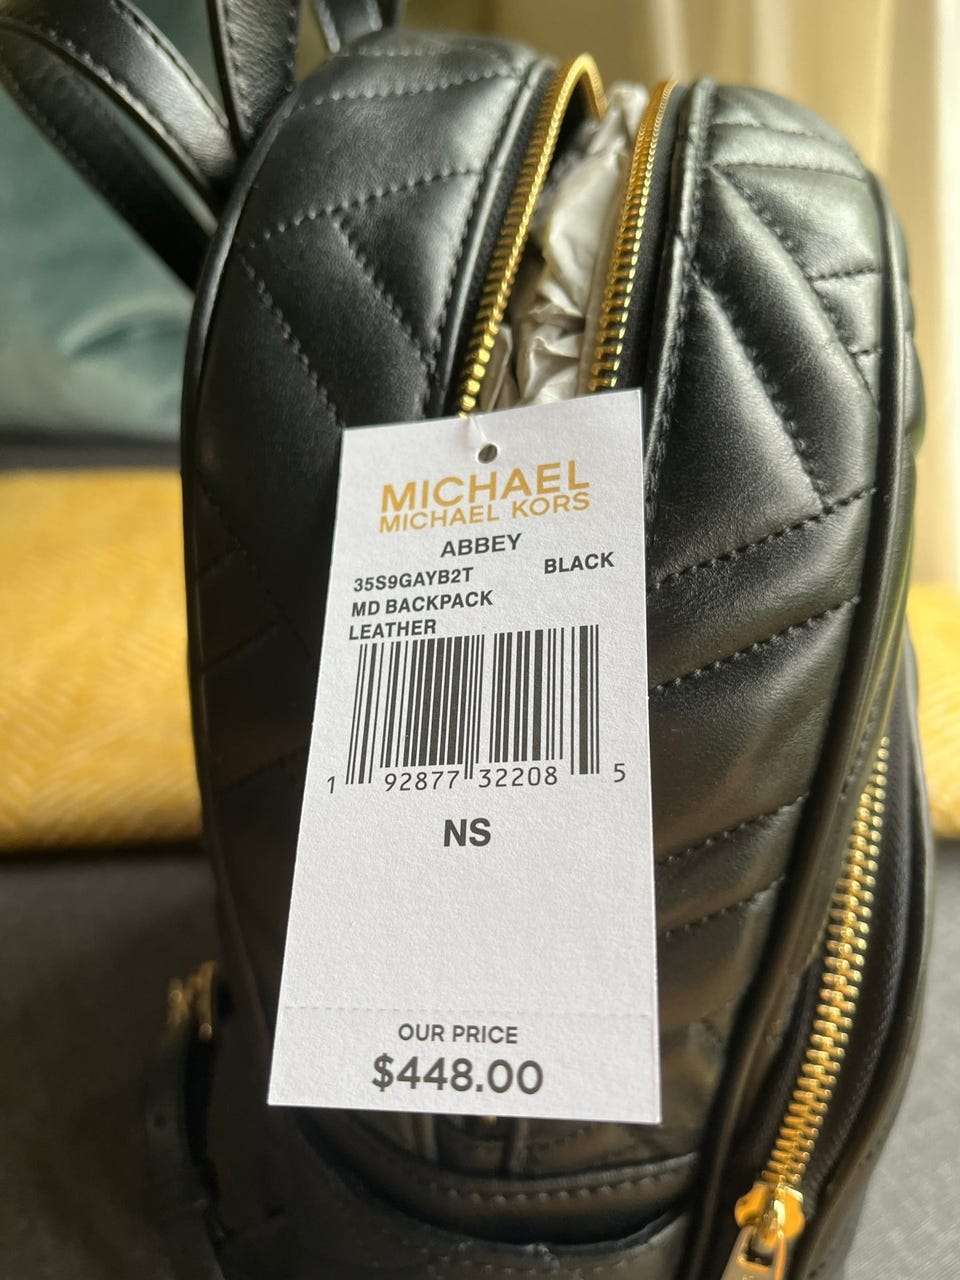 MICHAEL
MICHAEL KORS
ABBEY
35S9GAYB2T BLACK
MD BACKPACK
LEATHER
1 92877 32208 5
NS
OUR PRICE
$448.00